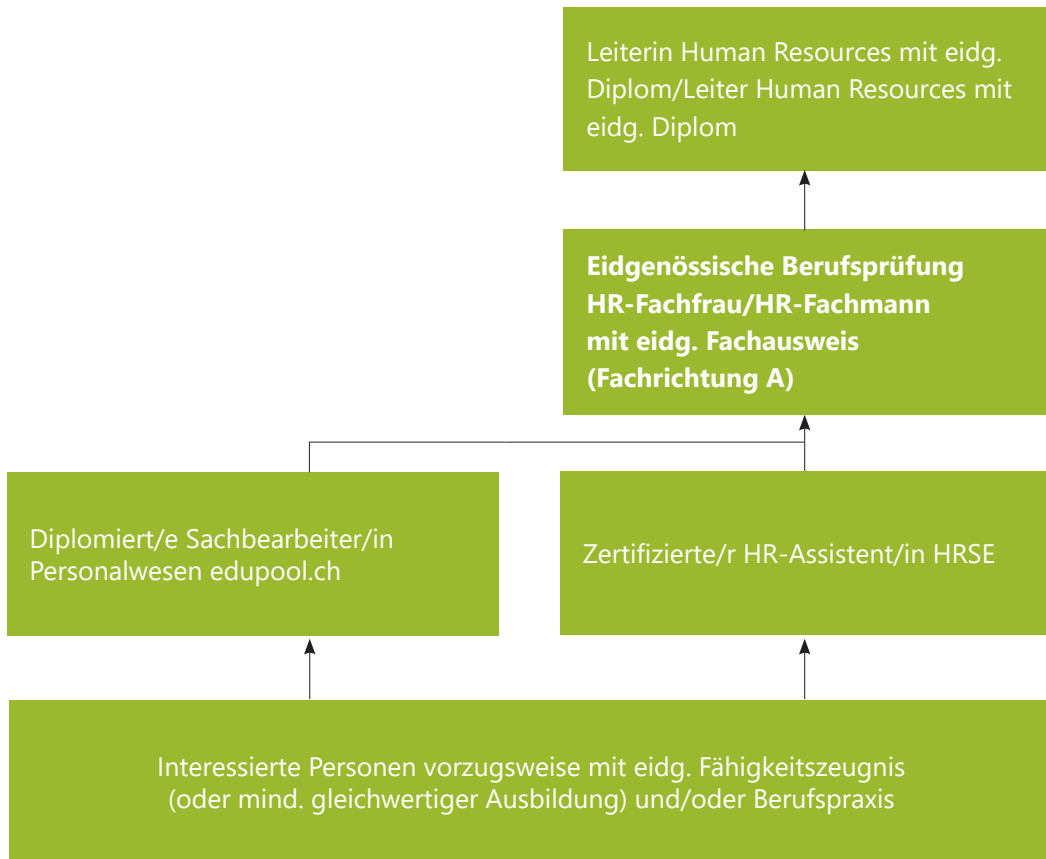 Leiterin Human Resources mit eidg.
Diplom/Leiter Human Resources mit
eidg. Diplom
Eidgenössische Berufsprüfung
HR-Fachfrau/HR-Fachmann
mit eidg. Fachausweis
(Fachrichtung A)
Diplomiert/e Sachbearbeiter/in
Personalwesen edupool.ch
Zertifizierte/r HR-Assistent/in HRSE
Interessierte Personen vorzugsweise mit eidg. Fähigkeitszeugnis
(oder mind. gleichwertiger Ausbildung) und/oder Berufspraxis